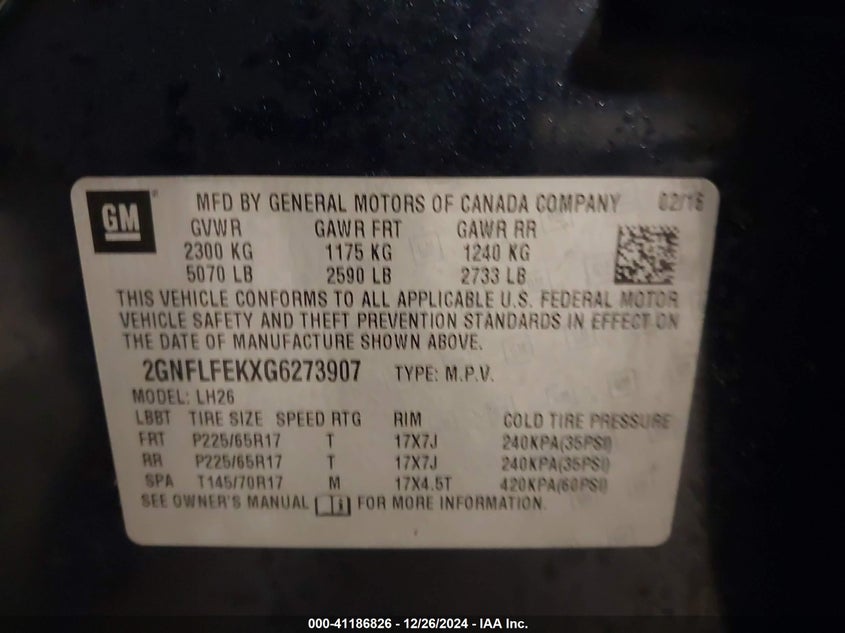 GM
MFD BY GENERAL MOTORS OF CANADA COMPANY 02/16
GVWR GAWR FRT GAWR RR
2300 KG 1175 KG 1240 KG
5070 LB 2590 LB 2733 LB
THIS VEHICLE CONFORMS TO ALL APPLICABLE U.S. FEDERAL MOTOR
VEHICLE SAFETY AND THEFT PREVENTION STANDARDS IN EFFECT ON
THE DATE OF MANUFACTURE SHOWN ABOVE.
2GNFLFEKXG6273907 TYPE: M.P.V.
MODEL: LH26
LBBT TIRE SIZE SPEED RTG RIM COLD TIRE PRESSURE
FRT P225/65R17 T 17X7J 240KPA(35PSI)
RR P225/65R17 T 17X7J 240KPA(35PSI)
SPA T145/70R17 M 17X4.5T 420KPA(60PSI)
SEE OWNER'S MANUAL FOR MORE INFORMATION.
000-41186826 - 12/26/2024 - IAA Inc.